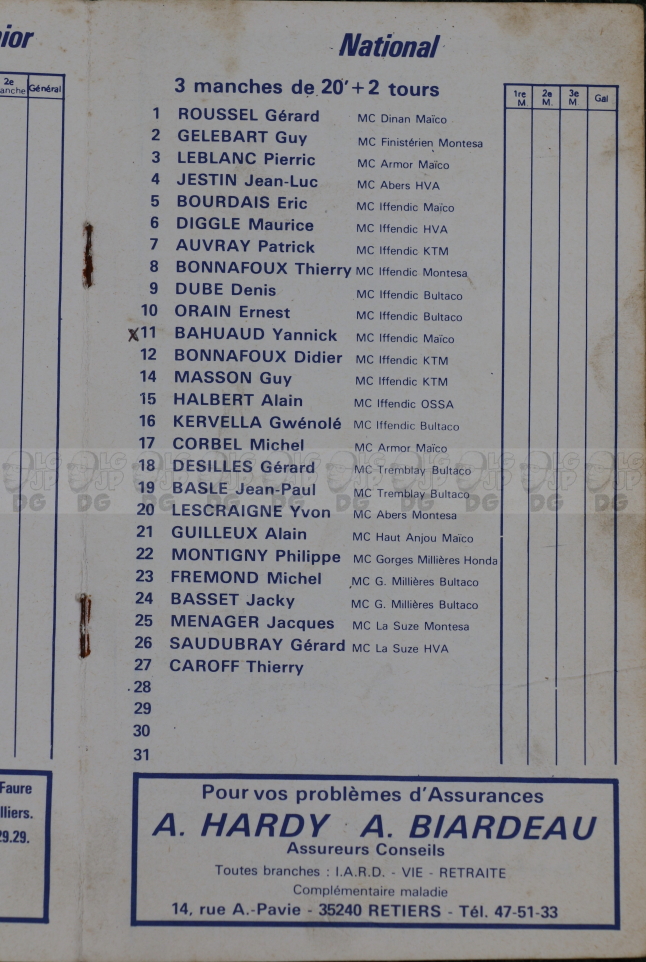 ior
2e
anche Général
National
3 manches de 20' + 2 tours
1re M. 2e M. 3e M Gal
1 ROUSSEL Gérard MC Dinan Maïco
2 GELEBART Guy MC Finistérien Montesa
3 LEBLANC Pierric MC Armor Maïco
4 JESTIN Jean-Luc MC Abers HVA
5 BOURDAIS Eric MC Iffendic Maïco
6 DIGGLE Maurice MC Iffendic HVA
7 AUVRAY Patrick MC Iffendic KTM
8 BONNAFOUX Thierry MC Iffendic Montesa
9 DUBE Denis MC Iffendic Bultaco
10 ORAIN Ernest MC Iffendic Bultaco
x 11 BAHUAUD Yannick MC Iffendic Maïco
12 BONNAFOUX Didier MC Iffendic KTM
14 MASSON Guy MC Iffendic KTM
15 HALBERT Alain MC Iffendic OSSA
16 KERVELLA Gwénolé MC Iffendic Bultaco
17 CORBEL Michel MC Armor Maïco
18 DESILLES Gérard MC Tremblay Bultaco
19 BASLE Jean-Paul MC Tremblay Bultaco
20 LESCRAIGNE Yvon MC Abers Montesa
21 GUILLEUX Alain MC Haut Anjou Maïco
22 MONTIGNY Philippe MC Gorges Millières Honda
23 FREMOND Michel MC G. Millières Bultaco
24 BASSET Jacky MC G. Millières Bultaco
25 MENAGER Jacques MC La Suze Montesa
26 SAUDUBRAY Gérard MC La Suze HVA
27 CAROFF Thierry
28
29
30
31
Faure
lliers.
29.29.
Pour vos problèmes d'Assurances
A. HARDY A. BIARDEAU
Assureurs Conseils
Toutes branches : I.A.R.D. - VIE - RETRAITE
Complémentaire maladie
14, rue A.-Pavie - 35240 RETIERS - Tél. 47-51-33